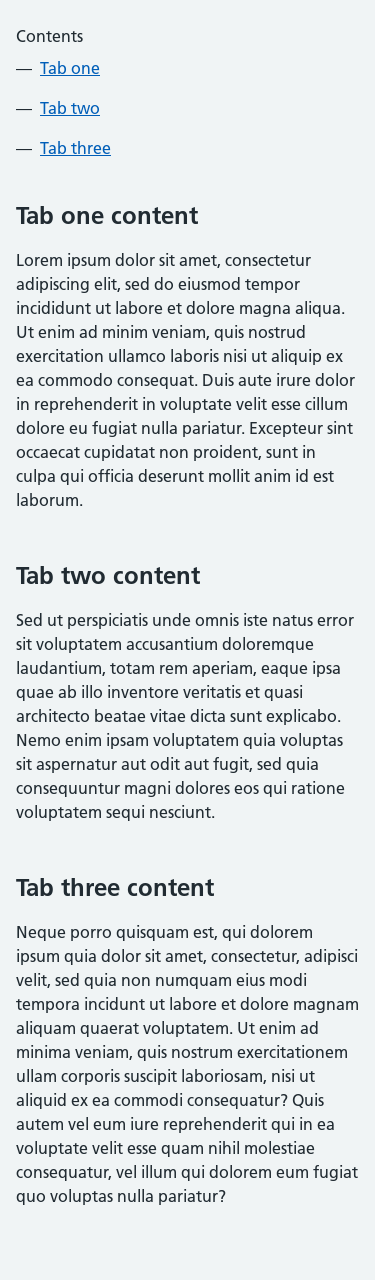 Contents
— Tab one
— Tab two
— Tab three
Tab one content
Lorem ipsum dolor sit amet, consectetur
adipiscing elit, sed do eiusmod tempor
incididunt ut labore et dolore magna aliqua.
Ut enim ad minim veniam, quis nostrud
exercitation ullamco laboris nisi ut aliquip ex
ea commodo consequat. Duis aute irure dolor
in reprehenderit in voluptate velit esse cillum
dolore eu fugiat nulla pariatur. Excepteur sint
occaecat cupidatat non proident, sunt in
culpa qui officia deserunt mollit anim id est
laborum.
Tab two content
Sed ut perspiciatis unde omnis iste natus error
sit voluptatem accusantium doloremque
laudantium, totam rem aperiam, eaque ipsa
quae ab illo inventore veritatis et quasi
architecto beatae vitae dicta sunt explicabo.
Nemo enim ipsam voluptatem quia voluptas
sit aspernatur aut odit aut fugit, sed quia
consequuntur magni dolores eos qui ratione
voluptatem sequi nesciunt.
Tab three content
Neque porro quisquam est, qui dolorem
ipsum quia dolor sit amet, consectetur, adipisci
velit, sed quia non numquam eius modi
tempora incidunt ut labore et dolore magnam
aliquam quaerat voluptatem. Ut enim ad
minima veniam, quis nostrum exercitationem
ullam corporis suscipit laboriosam, nisi ut
aliquid ex ea commodi consequatur? Quis
autem vel eum iure reprehenderit qui in ea
voluptate velit esse quam nihil molestiae
consequatur, vel illum qui dolorem eum fugiat
quo voluptas nulla pariatur?